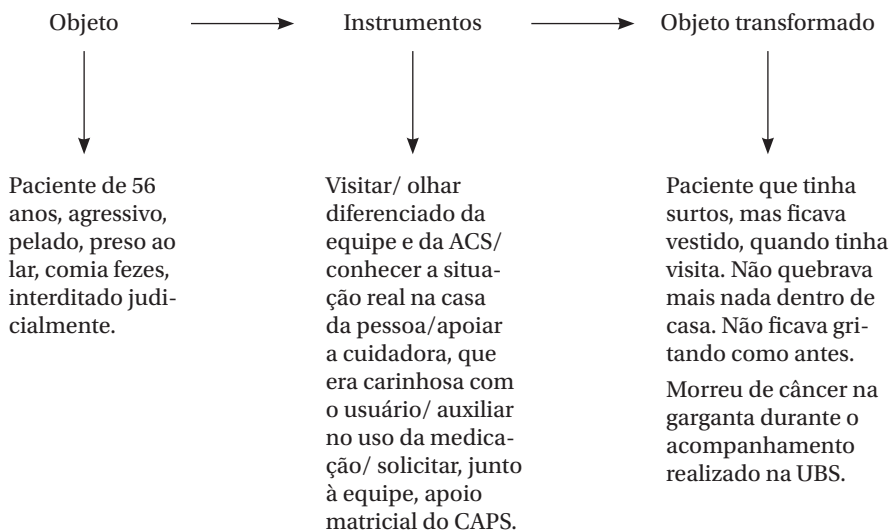 Objeto
Instrumentos
Objeto transformado
Paciente de 56
anos, agressivo,
pelado, preso ao
lar, comia fezes,
interditado judi-
cialmente.
Visitar/ olhar
diferenciado da
equipe e da ACS/
conhecer a situa-
ção real na casa
da pessoa/apoiar
a cuidadora, que
era carinhosa com
o usuário/ auxiliar
no uso da medica-
ção/ solicitar, junto
à equipe, apoio
matricial do CAPS.
Paciente que tinha
surtos, mas ficava
vestido, quando tinha
visita. Não quebrava
mais nada dentro de
casa. Não ficava gri-
tando como antes.
Morreu de câncer na
garganta durante o
acompanhamento
realizado na UBS.